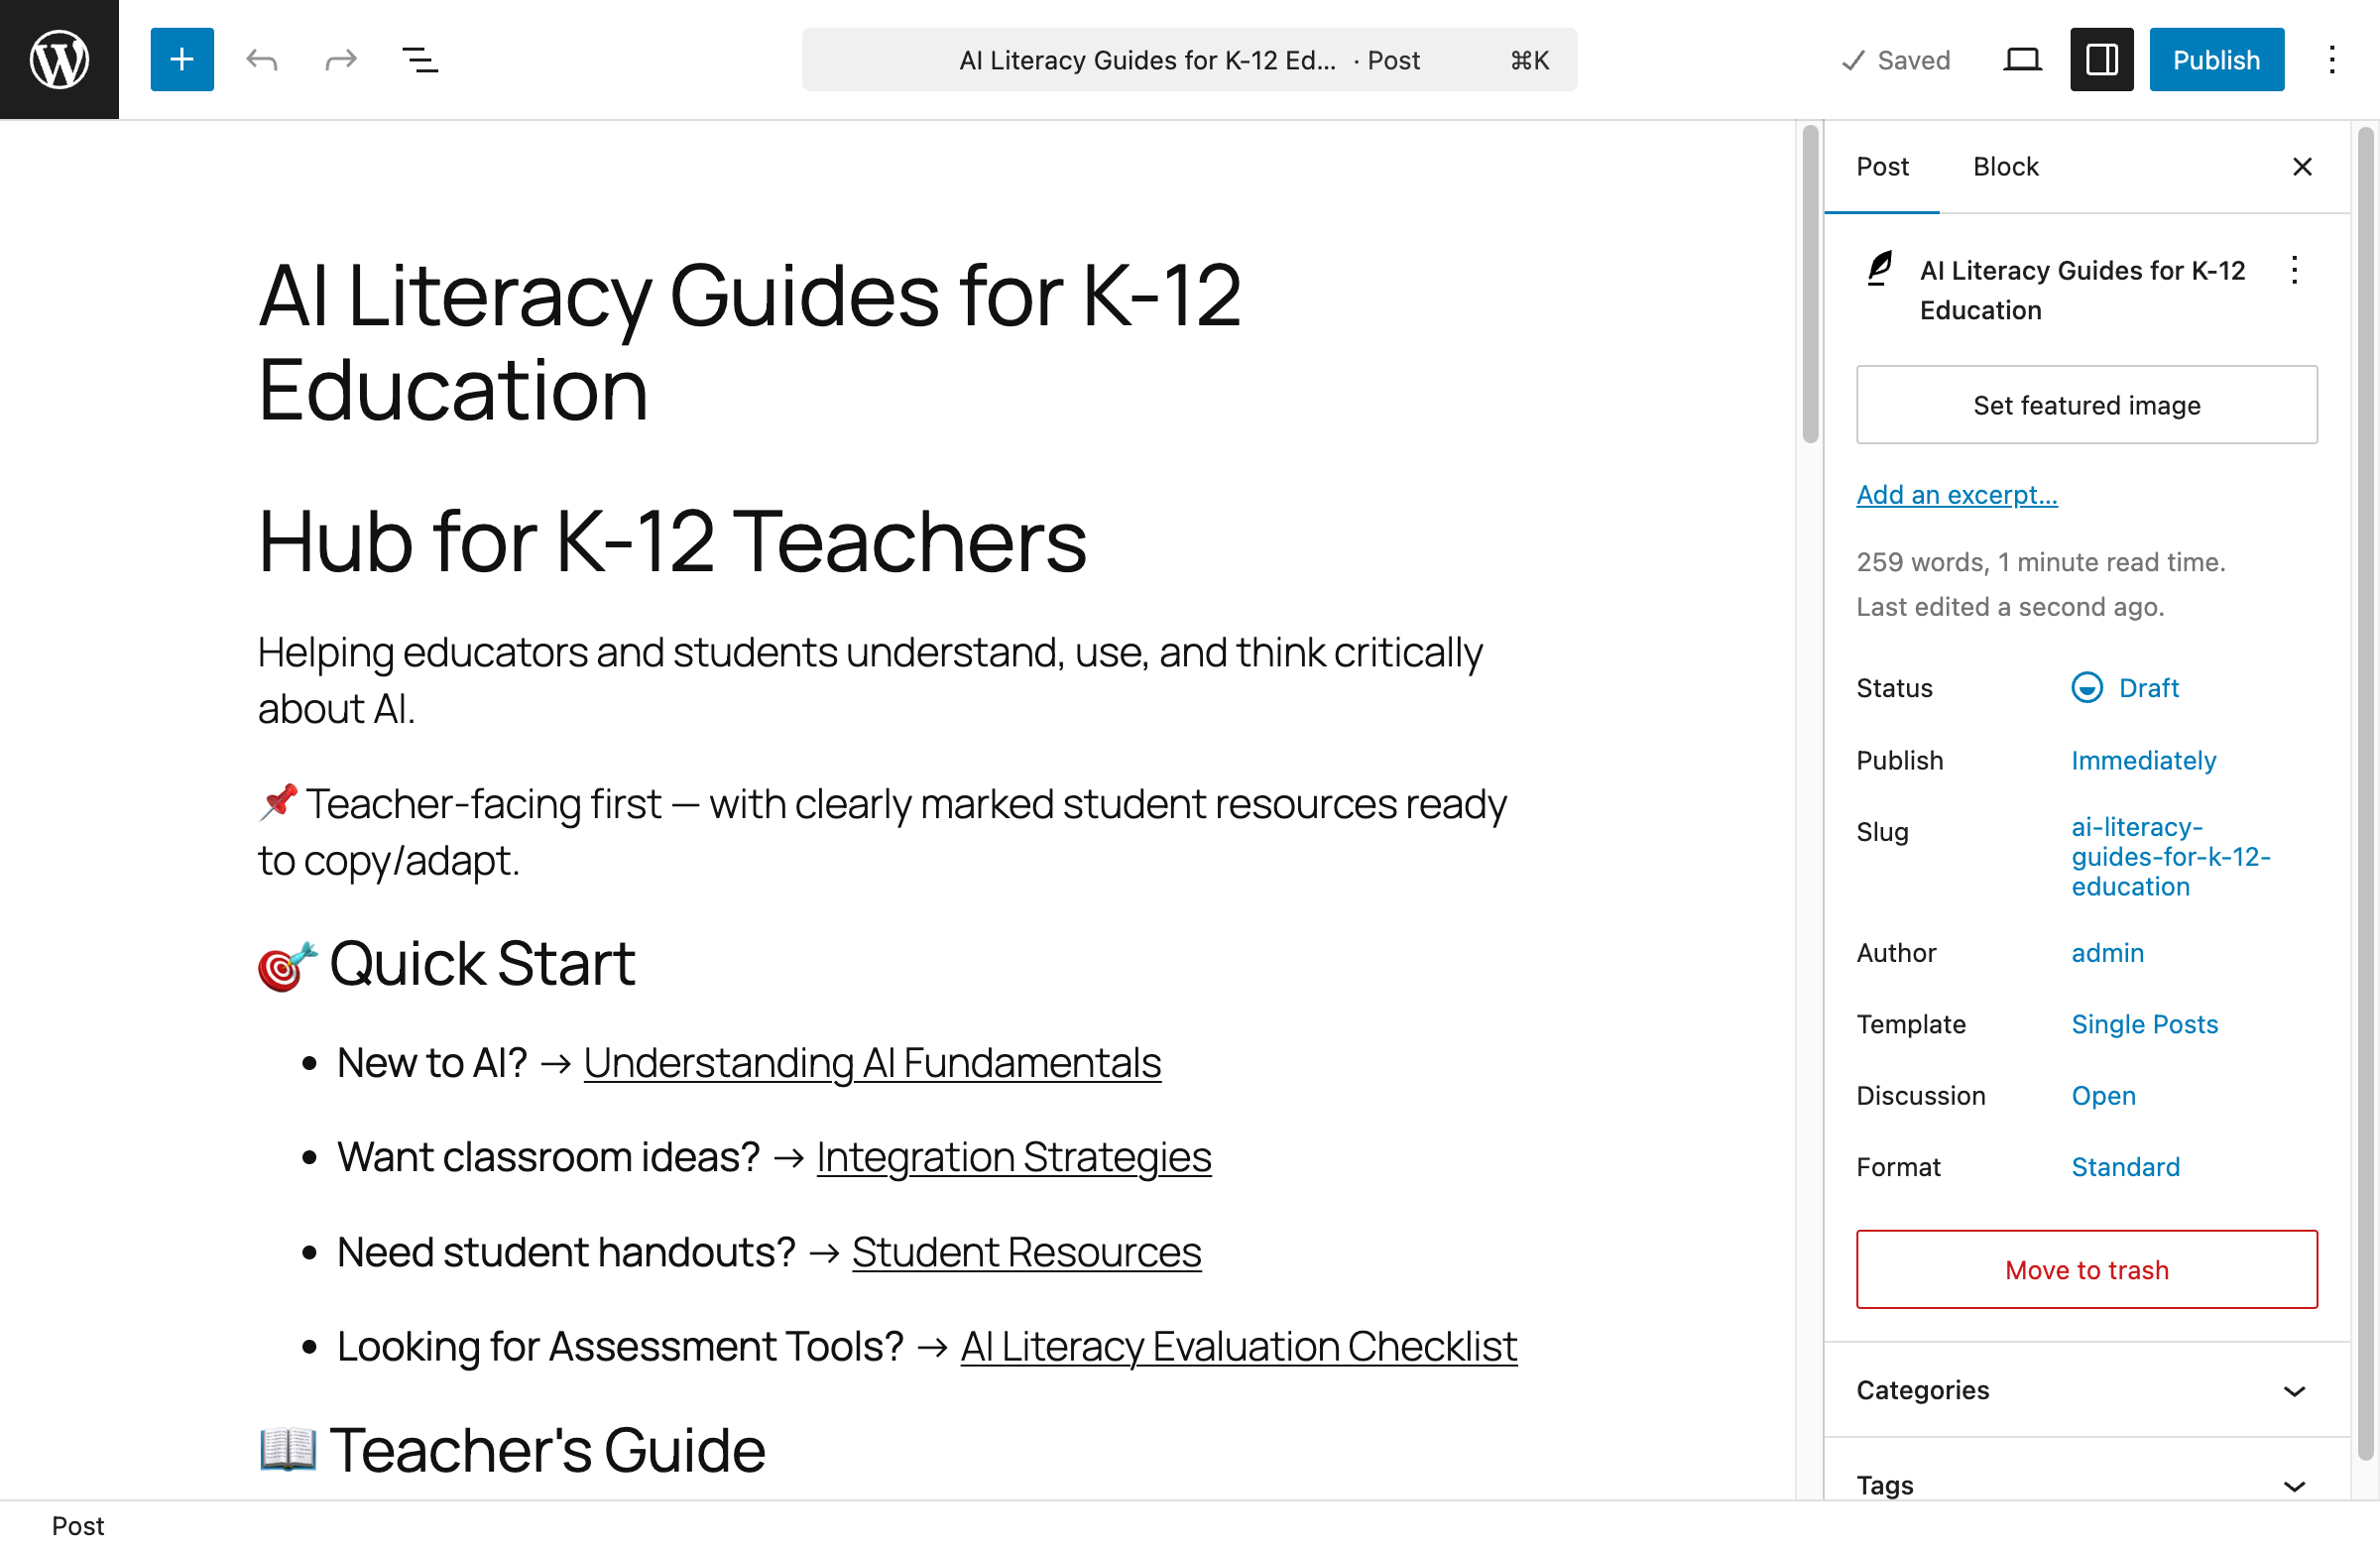 AI Literacy Guides for K-12 Ed... · Post ⌘K
Saved
Publish
AI Literacy Guides for K-12
Education
Hub for K-12 Teachers
Helping educators and students understand, use, and think critically
about AI.
📌 Teacher-facing first — with clearly marked student resources ready
to copy/adapt.
🎯 Quick Start
• New to AI? → Understanding AI Fundamentals
• Want classroom ideas? → Integration Strategies
• Need student handouts? → Student Resources
• Looking for Assessment Tools? → AI Literacy Evaluation Checklist
📖 Teacher's Guide
Post
Block
AI Literacy Guides for K-12
Education
Set featured image
Add an excerpt...
259 words, 1 minute read time.
Last edited a second ago.
Status Draft
Publish Immediately
Slug ai-literacy-
guides-for-k-12-
education
Author admin
Template Single Posts
Discussion Open
Format Standard
Move to trash
Categories
Tags
Post